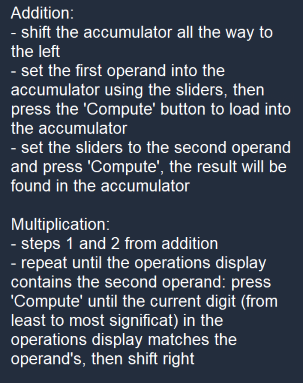 Addition:
- shift the accumulator all the way to
the left
- set the first operand into the
accumulator using the sliders, then
press the 'Compute' button to load into
the accumulator
- set the sliders to the second operand
and press 'Compute', the result will be
found in the accumulator

Multiplication:
- steps 1 and 2 from addition
- repeat until the operations display
contains the second operand: press
'Compute' until the current digit (from
least to most significat) in the
operations display matches the
operand's, then shift right